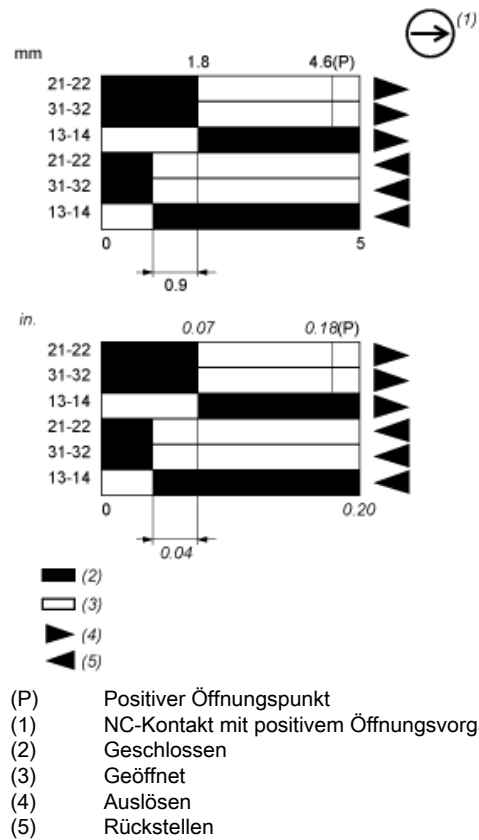 (1)
mm
1.8 4.6(P)
21-22
31-32
13-14
21-22
31-32
13-14
0 5
0.9
in.
0.07 0.18(P)
21-22
31-32
13-14
21-22
31-32
13-14
0 0.20
0.04
(2)
(3)
(4)
(5)
(P) Positiver Öffnungspunkt
(1) NC-Kontakt mit positivem Öffnungsvorg
(2) Geschlossen
(3) Geöffnet
(4) Auslösen
(5) Rückstellen